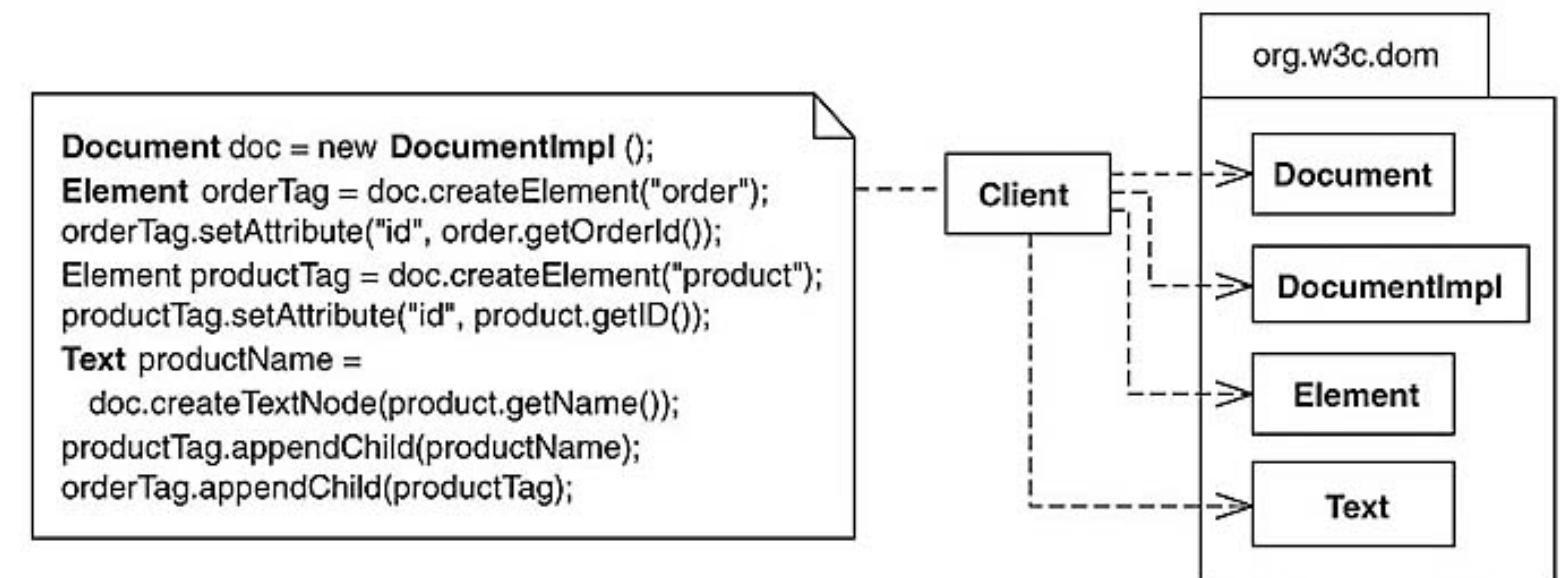 Document doc = new DocumentImpl ();
Element orderTag = doc.createElement("order");
orderTag.setAttribute("id", order.getOrderId());
Element productTag = doc.createElement("product");
productTag.setAttribute("id", product.getID());
Text productName =
doc.createTextNode(product.getName());
productTag.appendChild(productName);
orderTag.appendChild(productTag);
Client
org.w3c.dom
Document
DocumentImpl
Element
Text